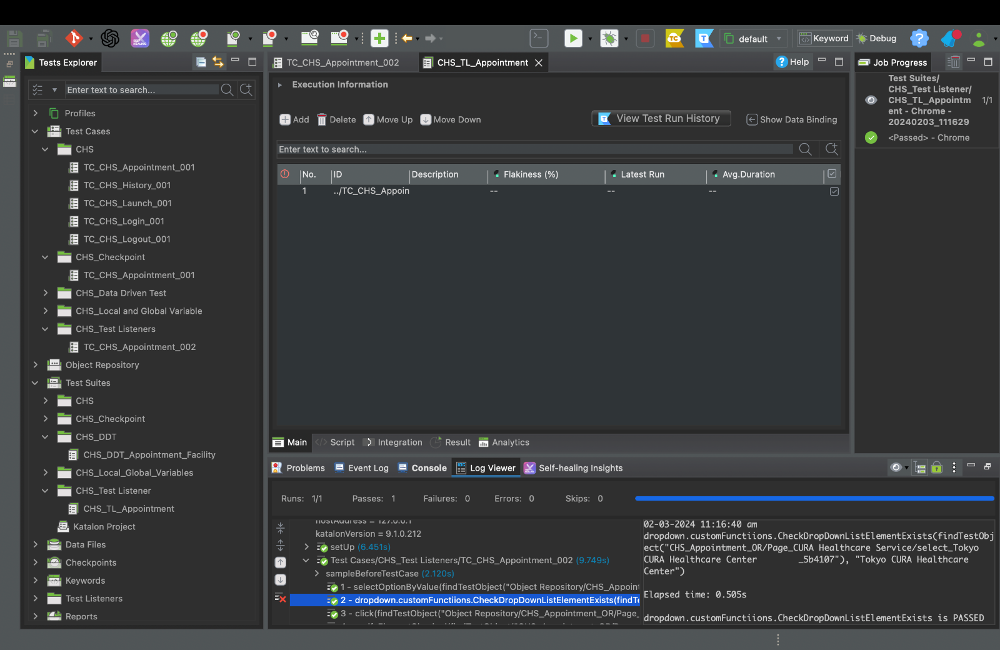 default
Keyword
Debug
Tests Explorer
TC_CHS_Appointment_002
CHS_TL_Appointment
Help
Job Progress
Enter text to search...
Profiles
Test Cases
CHS
TC_CHS_Appointment_001
TC_CHS_History_001
TC_CHS_Launch_001
TC_CHS_Login_001
TC_CHS_Logout_001
CHS_Checkpoint
TC_CHS_Appointment_001
CHS_Data Driven Test
CHS_Local and Global Variable
CHS_Test Listeners
TC_CHS_Appointment_002
Object Repository
Test Suites
CHS
CHS_Checkpoint
CHS_DDT
CHS_DDT_Appointment_Facility
CHS_Local_Global_Variables
CHS_Test Listener
CHS_TL_Appointment
Katalon Project
Data Files
Checkpoints
Keywords
Test Listeners
Reports
Execution Information
Add Delete Move Up Move Down
View Test Run History
Show Data Binding
Enter text to search...
No. ID Description Flakiness (%) Latest Run Avg.Duration
1 ../TC_CHS_Appoin -- -- --
Main Script Integration Result Analytics
Test Suites/
CHS_Test Listener/
CHS_TL_Appointm 1/1
ent - Chrome -
20240203_111629
<Passed> - Chrome
Problems Event Log Console Log Viewer Self-healing Insights
Runs: 1/1 Passes: 1 Failures: 0 Errors: 0 Skips: 0
hostAddress = 127.0.0.1
katalonVersion = 9.1.0.212
setUp (6.451s)
Test Cases/CHS_Test Listeners/TC_CHS_Appointment_002 (9.749s)
sampleBeforeTestCase (2.120s)
1 - selectOptionByValue(findTestObject("Object Repository/CHS_Appoint
2 - dropdown.customFunctiions.CheckDropDownListElementExists(findTe
3 - click(findTestObject("Object Repository/CHS_Appointment_OR/Page_
02-03-2024 11:16:40 am
dropdown.customFunctiions.CheckDropDownListElementExists(findTestObj
ect("CHS_Appointment_OR/Page_CURA Healthcare Service/select_Tokyo
CURA Healthcare Center _5b4107"), "Tokyo CURA Healthcare
Center")
Elapsed time: 0.505s
dropdown.customFunctiions.CheckDropDownListElementExists is PASSED